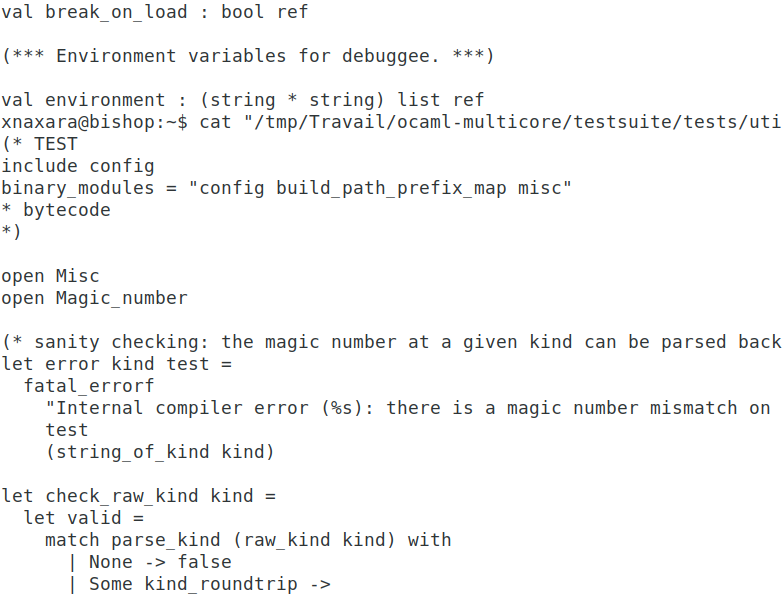 val break_on_load : bool ref

(*** Environment variables for debuggee. ***)

val environment : (string * string) list ref
xnaxara@bishop:~$ cat "/tmp/Travail/ocaml-multicore/testsuite/tests/uti
(* TEST
include config
binary_modules = "config build_path_prefix_map misc"
* bytecode
*)

open Misc
open Magic_number

(* sanity checking: the magic number at a given kind can be parsed back
let error kind test =
  fatal_errorf
    "Internal compiler error (%s): there is a magic number mismatch on
    test
    (string_of_kind kind)

let check_raw_kind kind =
  let valid =
    match parse_kind (raw_kind kind) with
      | None -> false
      | Some kind_roundtrip ->